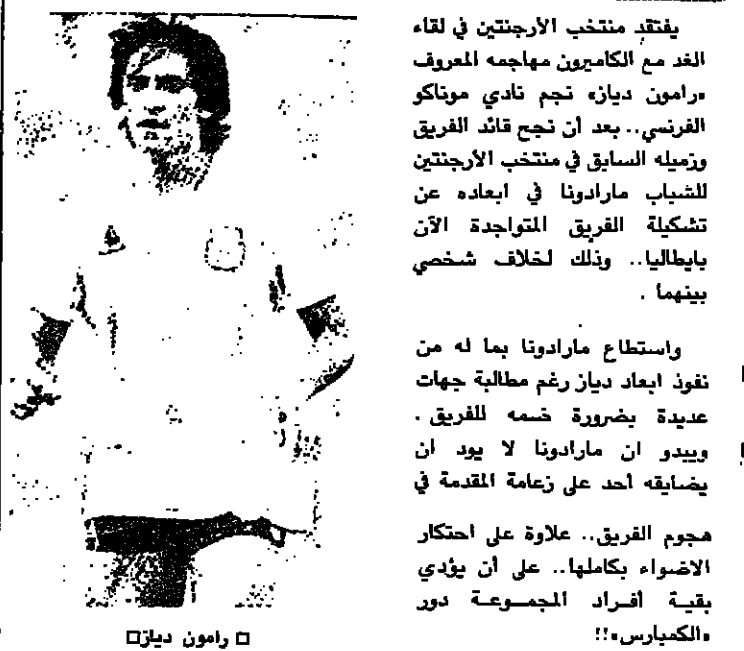 يفتقد منتخب الأرجنتين في لقاء
الغد مع الكاميرون مهاجمه المعروف
«رامون دياز» نجم نادي موناكو
الفرنسي.. بعد أن نجح قائد الفريق
وزميله السابق في منتخب الأرجنتين
للشباب مارادونا في ابعاده عن
تشكيلة الفريق المتواجدة الآن
بايطاليا.. وذلك لخلاف شخصي
بينهما .
واستطاع مارادونا بما له من
نفوذ ابعاد دياز رغم مطالبة جهات
عديدة بضرورة ضمه للفريق .
ويبدو ان مارادونا لا يود ان
يضايقه أحد على زعامة المقدمة في
هجوم الفريق.. علاوة على احتكار
الاضواء بكاملها.. على أن يؤدي
بقية أفراد المجموعة دور
«الكمبارس»!!
□ رامون دياز□